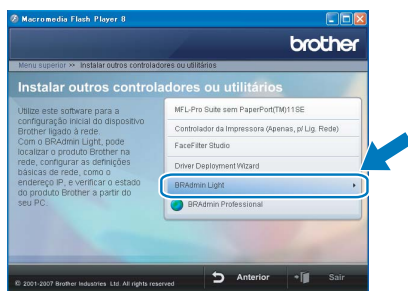 Macromedia Flash Player 8
brother
Menu superior >> Instalar outros controladores ou utilitários
Instalar outros controladores ou utilitários
Utilize este software para a
configuração inicial do dispositivo
Brother ligado à rede.
Com o BRAdmin Light, pode
localizar o produto Brother na
rede, configurar as definições
básicas de rede, como o
endereço IP, e verificar o estado
do produto Brother a partir do
seu PC.
MFL-Pro Suite sem PaperPort(TM)11SE
Controlador da Impressora (Apenas, p/ Lig. Rede)
FaceFilter Studio
Driver Deployment Wizard
BRAdmin Light
BRAdmin Professional
© 2001-2007 Brother Industries Ltd. All rights reserved
Anterior
Sair